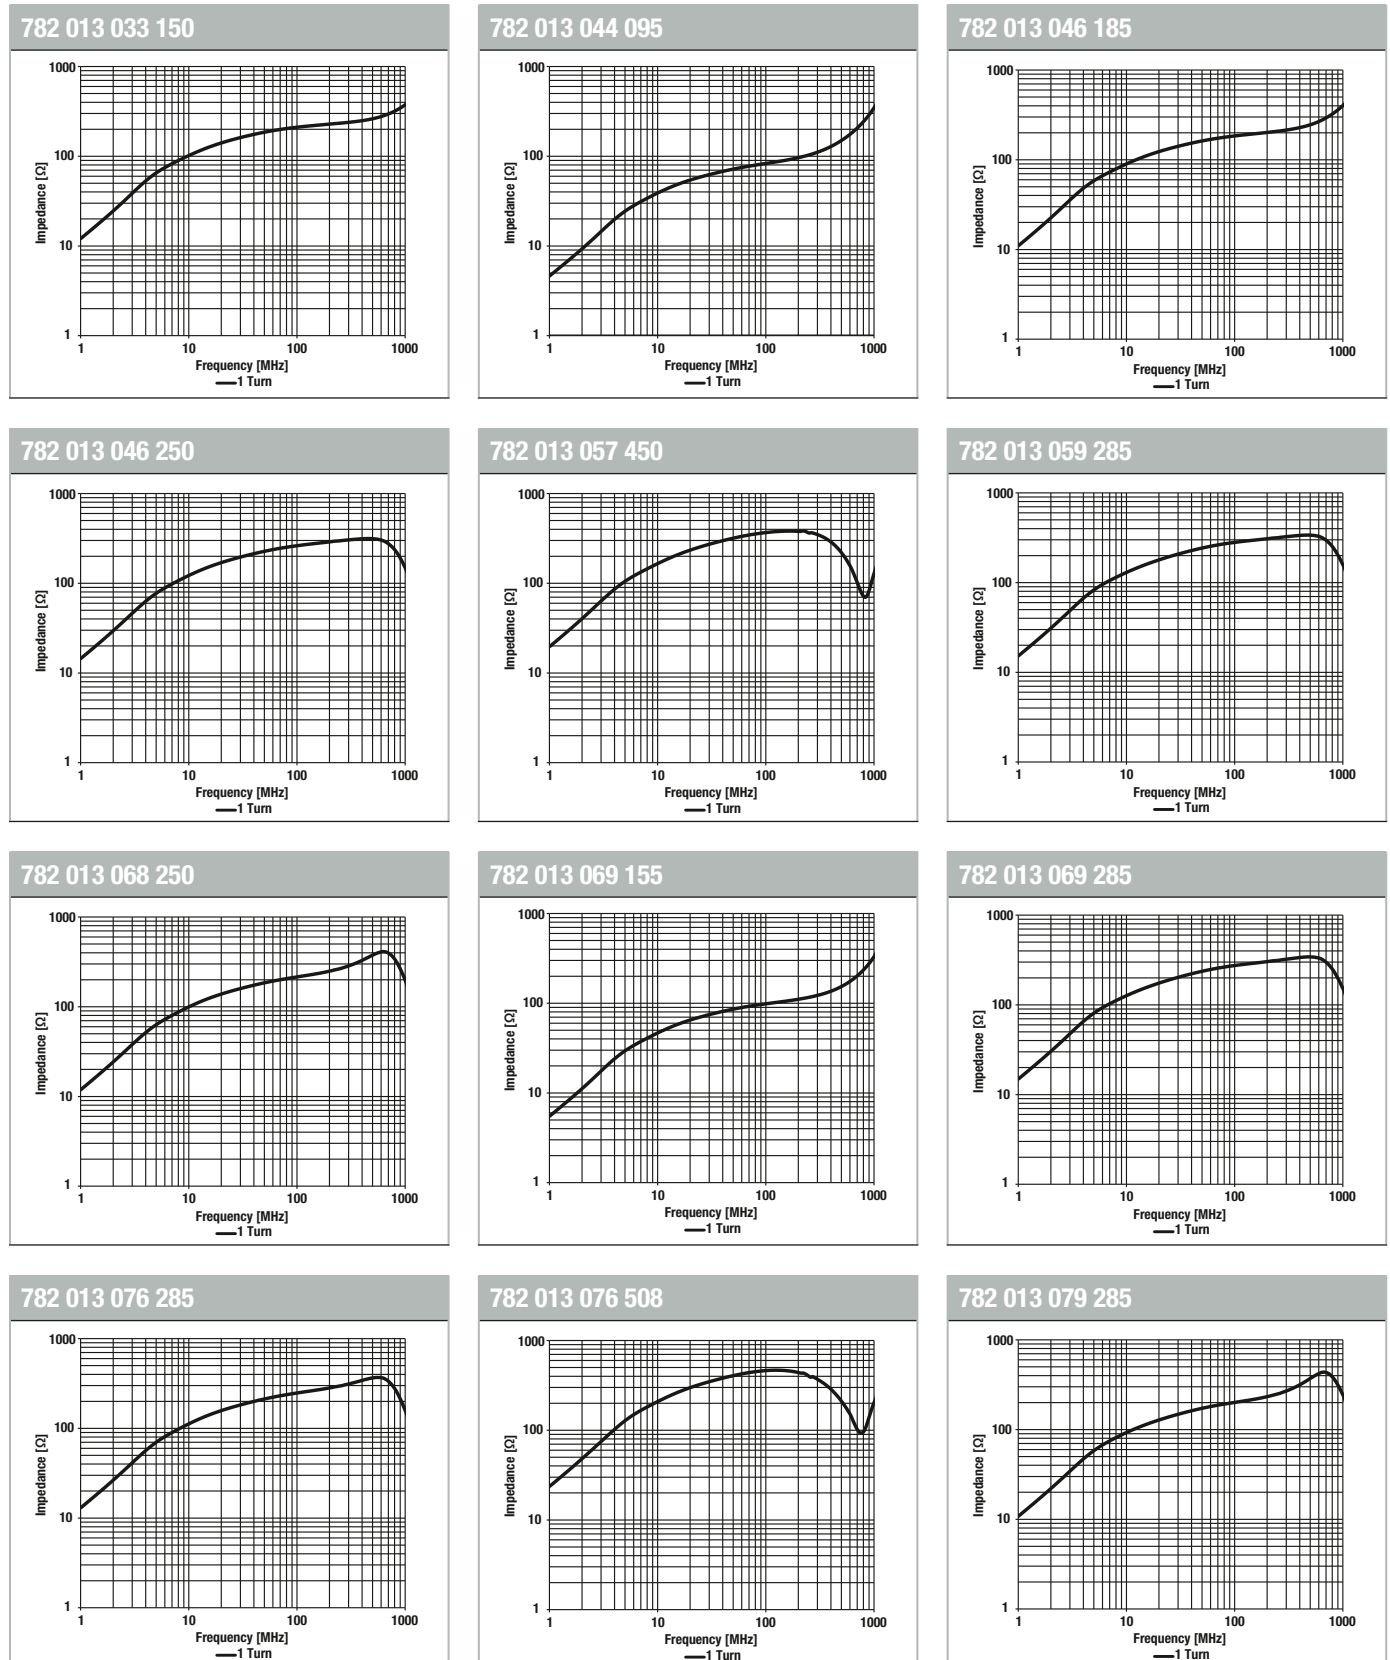 782 013 033 150
1000
100
10
1
Impedance [Ω]
1 10 100 1000
Frequency [MHz]
1 Turn
782 013 044 095
1000
100
10
1
Impedance [Ω]
1 10 100 1000
Frequency [MHz]
1 Turn
782 013 046 185
1000
100
10
1
Impedance [Ω]
1 10 100 1000
Frequency [MHz]
1 Turn
782 013 046 250
1000
100
10
1
Impedance [Ω]
1 10 100 1000
Frequency [MHz]
1 Turn
782 013 057 450
1000
100
10
1
Impedance [Ω]
1 10 100 1000
Frequency [MHz]
1 Turn
782 013 059 285
1000
100
10
1
Impedance [Ω]
1 10 100 1000
Frequency [MHz]
1 Turn
782 013 068 250
1000
100
10
1
Impedance [Ω]
1 10 100 1000
Frequency [MHz]
1 Turn
782 013 069 155
1000
100
10
1
Impedance [Ω]
1 10 100 1000
Frequency [MHz]
1 Turn
782 013 069 285
1000
100
10
1
Impedance [Ω]
1 10 100 1000
Frequency [MHz]
1 Turn
782 013 076 285
1000
100
10
1
Impedance [Ω]
1 10 100 1000
Frequency [MHz]
1 Turn
782 013 076 508
1000
100
10
1
Impedance [Ω]
1 10 100 1000
Frequency [MHz]
1 Turn
782 013 079 285
1000
100
10
1
Impedance [Ω]
1 10 100 1000
Frequency [MHz]
1 Turn